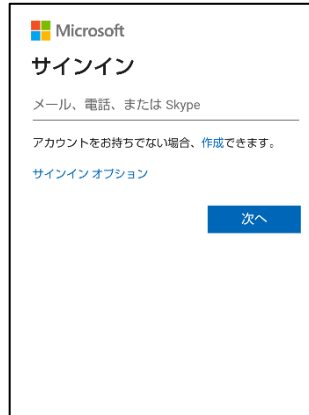 Microsoft
サインイン
メール、電話、または Skype
アカウントをお持ちでない場合、作成できます。
サインイン オプション
次へ